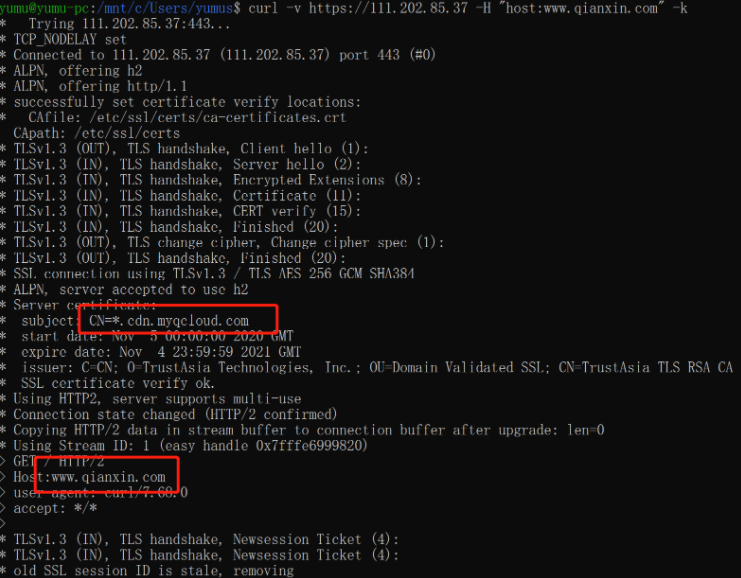 yumu@yumu-pc:/mnt/c/Users/yumus$ curl -v https://111.202.85.37 -H "host:www.qianxin.com" -k
*   Trying 111.202.85.37:443...
* TCP_NODELAY set
* Connected to 111.202.85.37 (111.202.85.37) port 443 (#0)
* ALPN, offering h2
* ALPN, offering http/1.1
* successfully set certificate verify locations:
*   CAfile: /etc/ssl/certs/ca-certificates.crt
  CApath: /etc/ssl/certs
* TLSv1.3 (OUT), TLS handshake, Client hello (1):
* TLSv1.3 (IN), TLS handshake, Server hello (2):
* TLSv1.3 (IN), TLS handshake, Encrypted Extensions (8):
* TLSv1.3 (IN), TLS handshake, Certificate (11):
* TLSv1.3 (IN), TLS handshake, CERT verify (15):
* TLSv1.3 (IN), TLS handshake, Finished (20):
* TLSv1.3 (OUT), TLS change cipher, Change cipher spec (1):
* TLSv1.3 (OUT), TLS handshake, Finished (20):
* SSL connection using TLSv1.3 / TLS_AES_256_GCM_SHA384
* ALPN, server accepted to use h2
* Server certificate:
*  subject: CN=*.cdn.myqcloud.com
*  start date: Nov  5 00:00:00 2020 GMT
*  expire date: Nov  4 23:59:59 2021 GMT
*  issuer: C=CN; O=TrustAsia Technologies, Inc.; OU=Domain Validated SSL; CN=TrustAsia TLS RSA CA
*  SSL certificate verify ok.
* Using HTTP2, server supports multi-use
* Connection state changed (HTTP/2 confirmed)
* Copying HTTP/2 data in stream buffer to connection buffer after upgrade: len=0
* Using Stream ID: 1 (easy handle 0x7fffe6999820)
> GET / HTTP/2
> Host:www.qianxin.com
> user-agent: curl/7.68.0
> accept: */*
>
* TLSv1.3 (IN), TLS handshake, Newsession Ticket (4):
* TLSv1.3 (IN), TLS handshake, Newsession Ticket (4):
* old SSL session ID is stale, removing